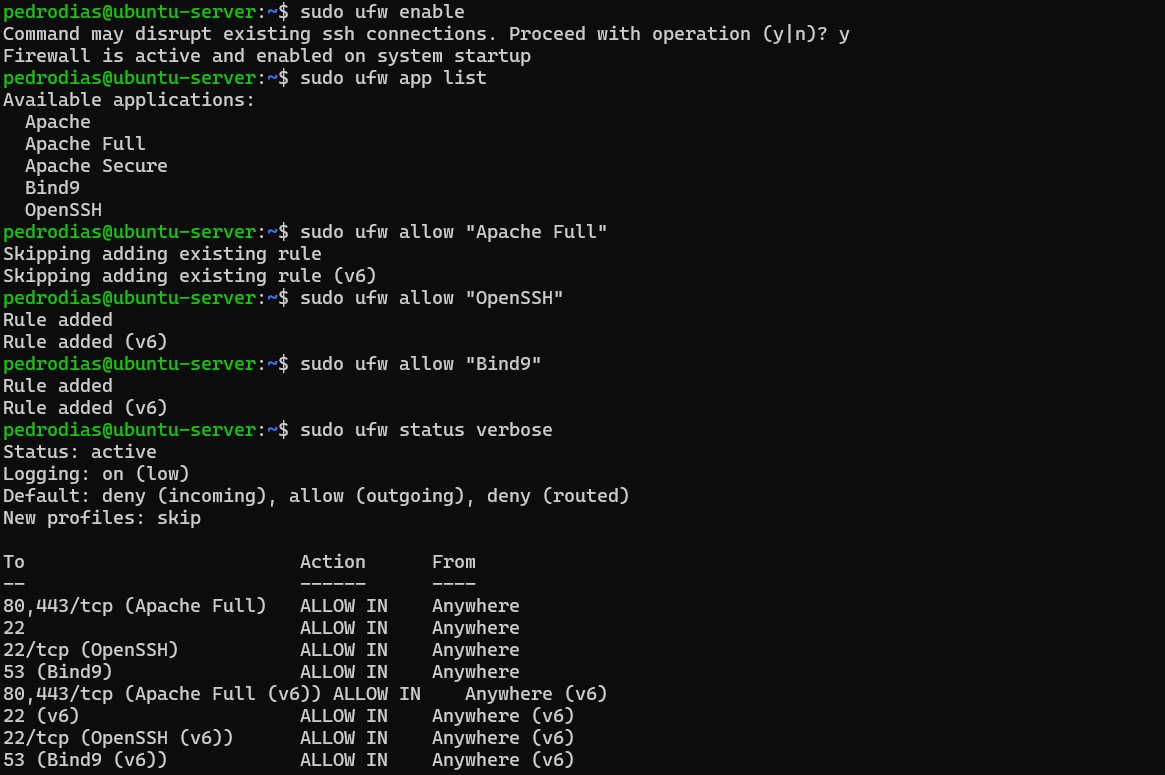 pedrodias@ubuntu-server:~$ sudo ufw enable
Command may disrupt existing ssh connections. Proceed with operation (y|n)? y
Firewall is active and enabled on system startup
pedrodias@ubuntu-server:~$ sudo ufw app list
Available applications:
  Apache
  Apache Full
  Apache Secure
  Bind9
  OpenSSH
pedrodias@ubuntu-server:~$ sudo ufw allow "Apache Full"
Skipping adding existing rule
Skipping adding existing rule (v6)
pedrodias@ubuntu-server:~$ sudo ufw allow "OpenSSH"
Rule added
Rule added (v6)
pedrodias@ubuntu-server:~$ sudo ufw allow "Bind9"
Rule added
Rule added (v6)
pedrodias@ubuntu-server:~$ sudo ufw status verbose
Status: active
Logging: on (low)
Default: deny (incoming), allow (outgoing), deny (routed)
New profiles: skip

To                         Action      From
--                         ------      ----
80,443/tcp (Apache Full)   ALLOW IN    Anywhere
22                         ALLOW IN    Anywhere
22/tcp (OpenSSH)           ALLOW IN    Anywhere
53 (Bind9)                 ALLOW IN    Anywhere
80,443/tcp (Apache Full (v6)) ALLOW IN    Anywhere (v6)
22 (v6)                    ALLOW IN    Anywhere (v6)
22/tcp (OpenSSH (v6))      ALLOW IN    Anywhere (v6)
53 (Bind9 (v6))            ALLOW IN    Anywhere (v6)